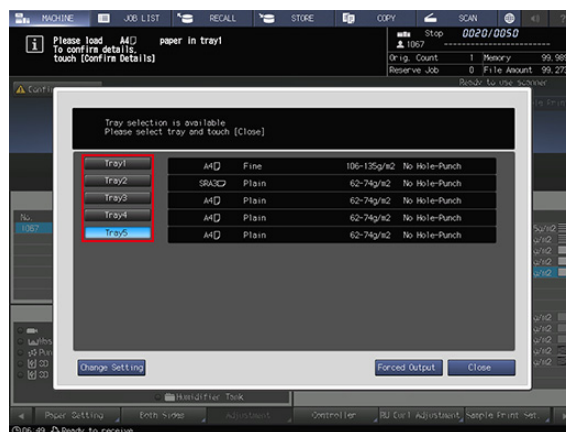 MACHINE JOB LIST RECALL STORE COPY SCAN
Please load A4 paper in tray1
To confirm details,
touch [Confirm Details]
Stop 0020/0050
1067
Orig. Count 1 Memory 99.98
Reserve Job 0 File Amount 99.27
Ready to use scanner
Tray selection is available
Please select tray and touch [Close]
Tray1 A4 Fine 106-135g/m2 No Hole-Punch
Tray2 SRA3 Plain 62-74g/m2 No Hole-Punch
Tray3 A4 Plain 62-74g/m2 No Hole-Punch
Tray4 A4 Plain 62-74g/m2 No Hole-Punch
Tray5 A4 Plain 62-74g/m2 No Hole-Punch
No.
1067
Change Setting Forced Output Close
Humidifier Tank
Paper Setting Both Sides Adjustment Controller RU Curl Adjustment Sample Print Set.
06:49 Ready to receive